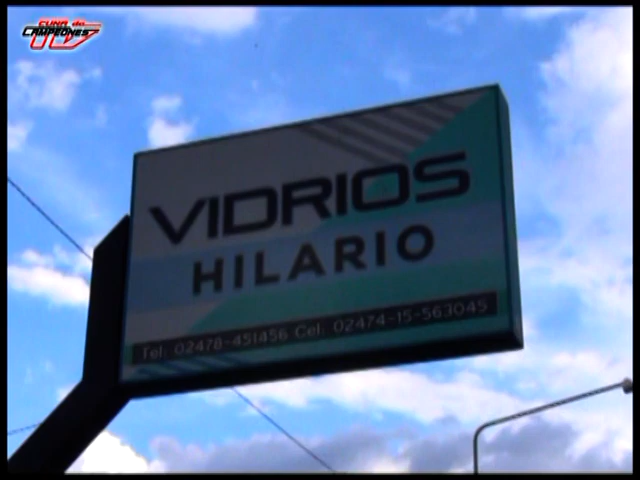 CUNA de
CAMPEONES
VIDRIOS
HILARIO
Tel: 02478-451456 Cel: 02474-15-563045